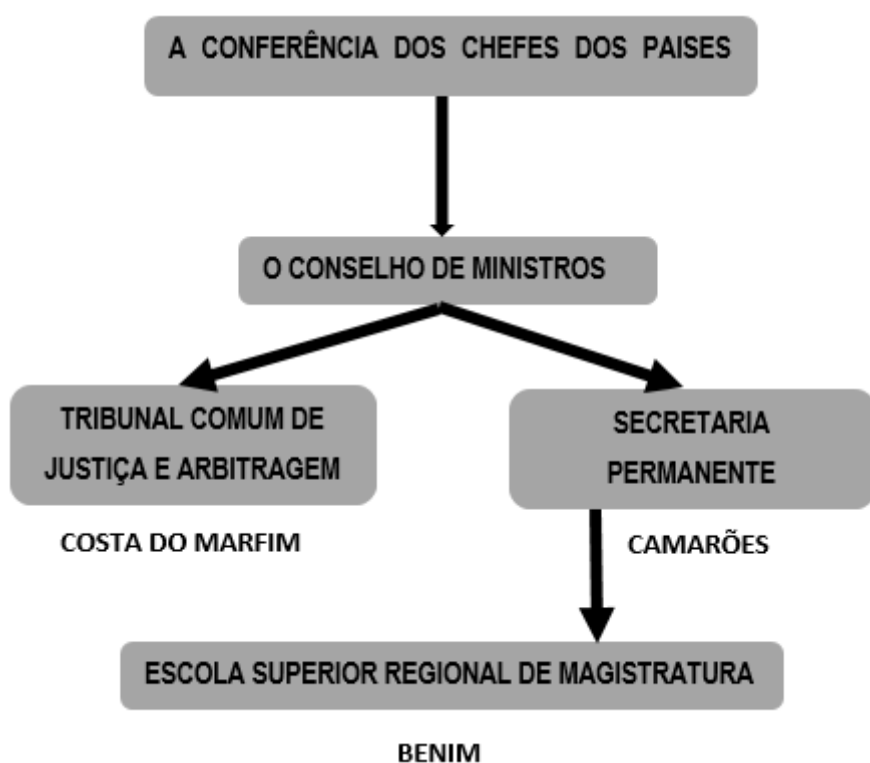 A CONFERÊNCIA DOS CHEFES DOS PAISES
O CONSELHO DE MINISTROS
TRIBUNAL COMUM DE
JUSTIÇA E ARBITRAGEM
COSTA DO MARFIM
SECRETARIA
PERMANENTE
CAMARÕES
ESCOLA SUPERIOR REGIONAL DE MAGISTRATURA
BENIM